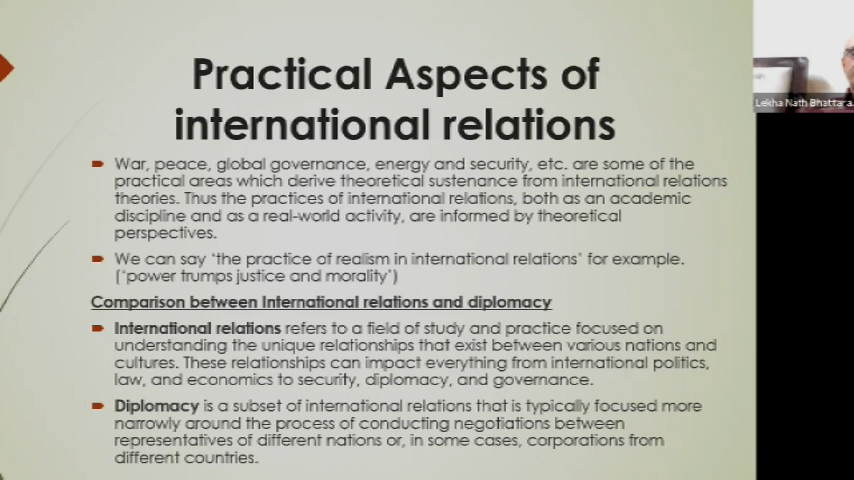 Practical Aspects of
international relations
War, peace, global governance, energy and security, etc. are some of the
practical areas which derive theoretical sustenance from international relations
theories. Thus the practices of international relations, both as an academic
discipline and as a real-world activity, are informed by theoretical
perspectives.
We can say ‘the practice of realism in international relations’ for example.
(‘power trumps justice and morality’)
Comparison between International relations and diplomacy
International relations refers to a field of study and practice focused on
understanding the unique relationships that exist between various nations and
cultures. These relationships can impact everything from international politics,
law, and economics to security, diplomacy, and governance.
Diplomacy is a subset of international relations that is typically focused more
narrowly around the process of conducting negotiations between
representatives of different nations or, in some cases, corporations from
different countries.
Lekha Nath Bhattara